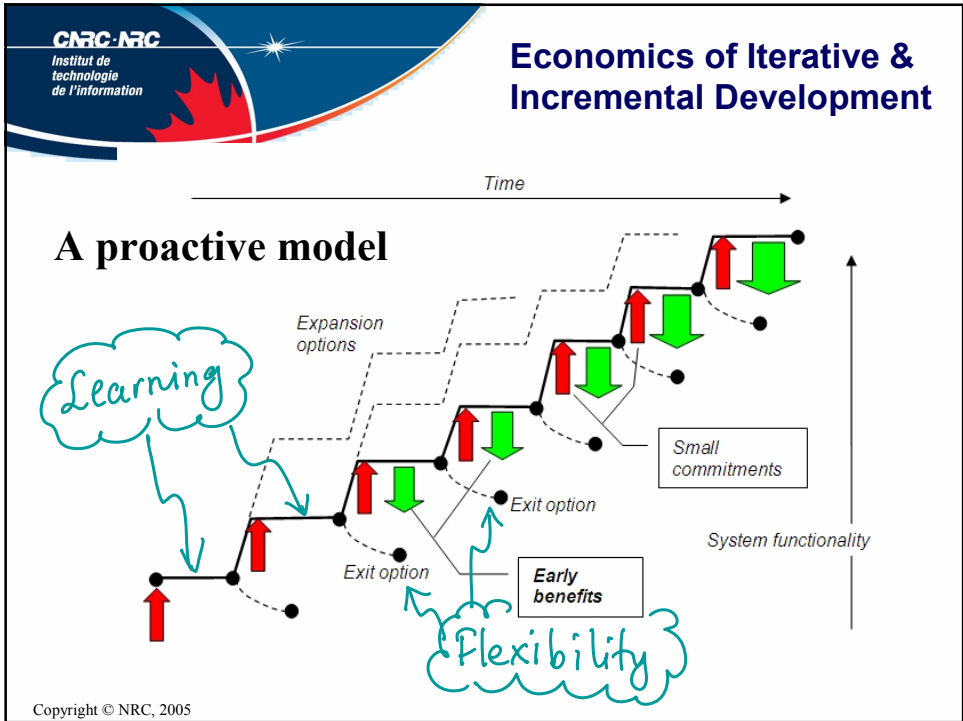 CNRC·NRC
Institut de
technologie
de l'information
Economics of Iterative &
Incremental Development
Time
A proactive model
Expansion
options
Learning
Small
commitments
Exit option
System functionality
Exit option
Early
benefits
Flexibility
Copyright © NRC, 2005